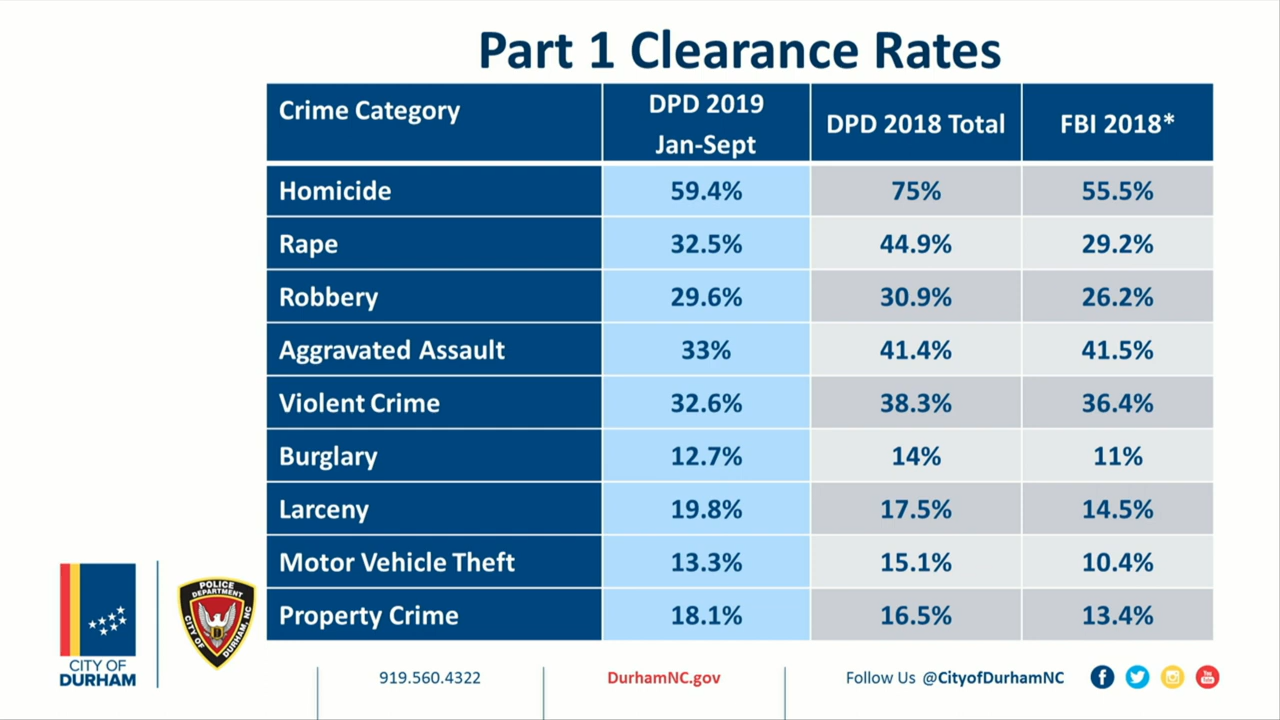 Part 1 Clearance Rates
Crime Category DPD 2019 Jan-Sept DPD 2018 Total FBI 2018*
Homicide 59.4% 75% 55.5%
Rape 32.5% 44.9% 29.2%
Robbery 29.6% 30.9% 26.2%
Aggravated Assault 33% 41.4% 41.5%
Violent Crime 32.6% 38.3% 36.4%
Burglary 12.7% 14% 11%
Larceny 19.8% 17.5% 14.5%
Motor Vehicle Theft 13.3% 15.1% 10.4%
Property Crime 18.1% 16.5% 13.4%
CITY OF
DURHAM
POLICE
DEPARTMENT
CITY OF DURHAM, NC
919.560.4322
DurhamNC.gov
Follow Us @CityofDurhamNC